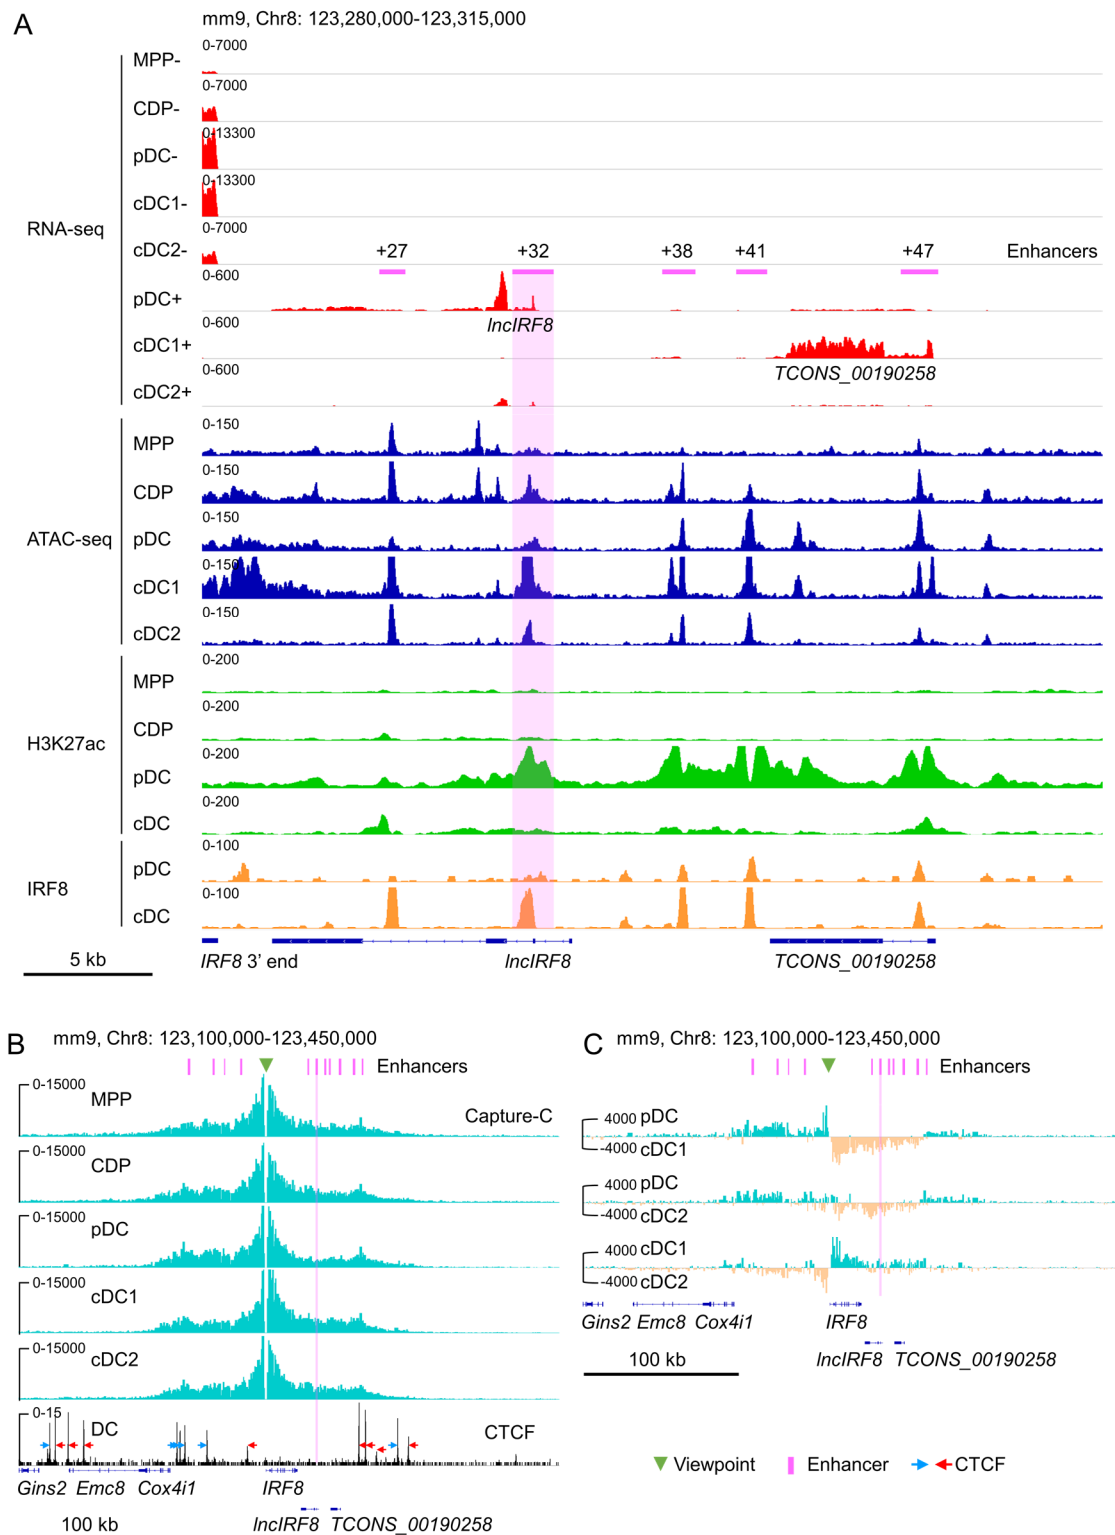 A
mm9, Chr8: 123,280,000-123,315,000
RNA-seq
0-7000
MPP-
0-7000
CDP-
0-13300
pDC-
0-13300
cDC1-
0-7000
cDC2-
+27 +32 +38 +41 +47 Enhancers
0-600
pDC+
lncIRF8
0-600
cDC1+
TCONS_00190258
0-600
cDC2+
ATAC-seq
0-150
MPP
0-150
CDP
0-150
pDC
0-150
cDC1
0-150
cDC2
H3K27ac
0-200
MPP
0-200
CDP
0-200
pDC
0-200
cDC
IRF8
0-100
pDC
0-100
cDC
5 kb
IRF8 3' end lncIRF8 TCONS_00190258
B
mm9, Chr8: 123,100,000-123,450,000
Enhancers
0-15000
MPP
Capture-C
0-15000
CDP
0-15000
pDC
0-15000
cDC1
0-15000
cDC2
0-15
DC
CTCF
Gins2 Emc8 Cox4i1 IRF8
100 kb
lncIRF8 TCONS_00190258
C
mm9, Chr8: 123,100,000-123,450,000
Enhancers
4000 pDC
-4000 cDC1
4000 pDC
-4000 cDC2
4000 cDC1
-4000 cDC2
Gins2 Emc8 Cox4i1 IRF8
lncIRF8 TCONS_00190258
100 kb
Viewpoint Enhancer CTCF